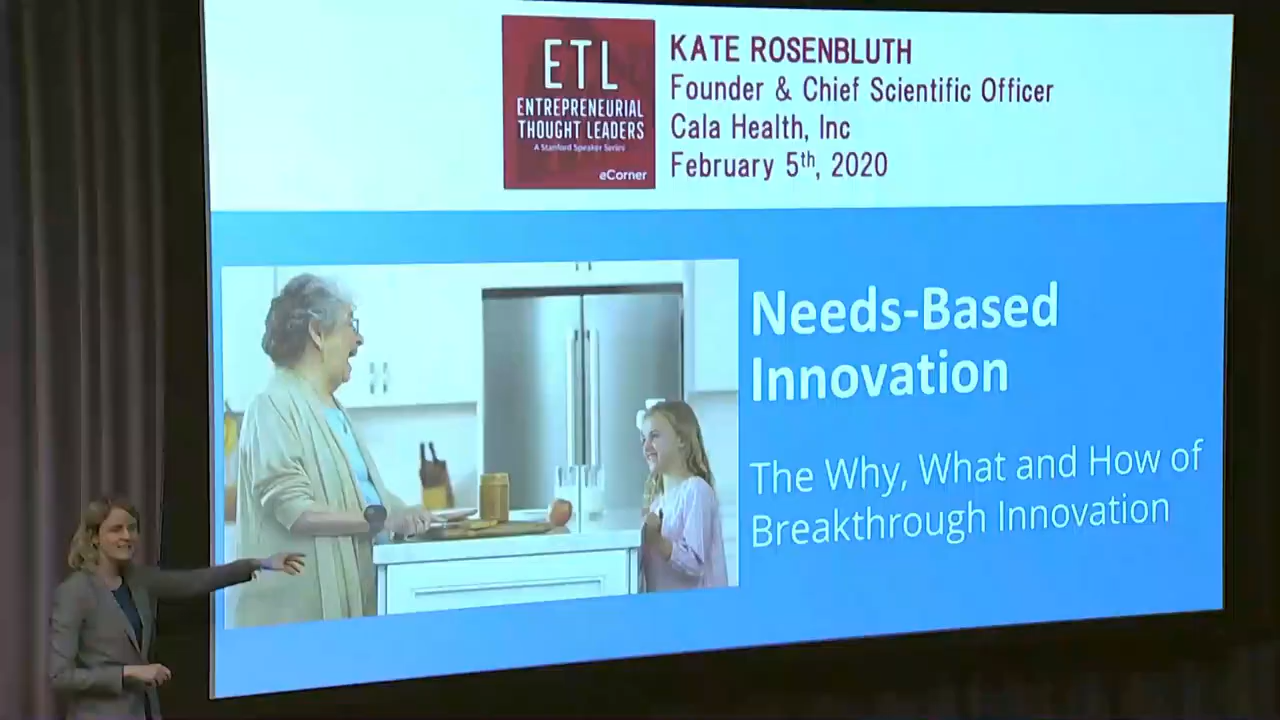 ETL
ENTREPRENEURIAL
THOUGHT LEADERS
A Stanford Speaker Series
eCorner
KATE ROSENBLUTH
Founder & Chief Scientific Officer
Cala Health, Inc
February 5th, 2020
Needs-Based
Innovation
The Why, What and How of
Breakthrough Innovation